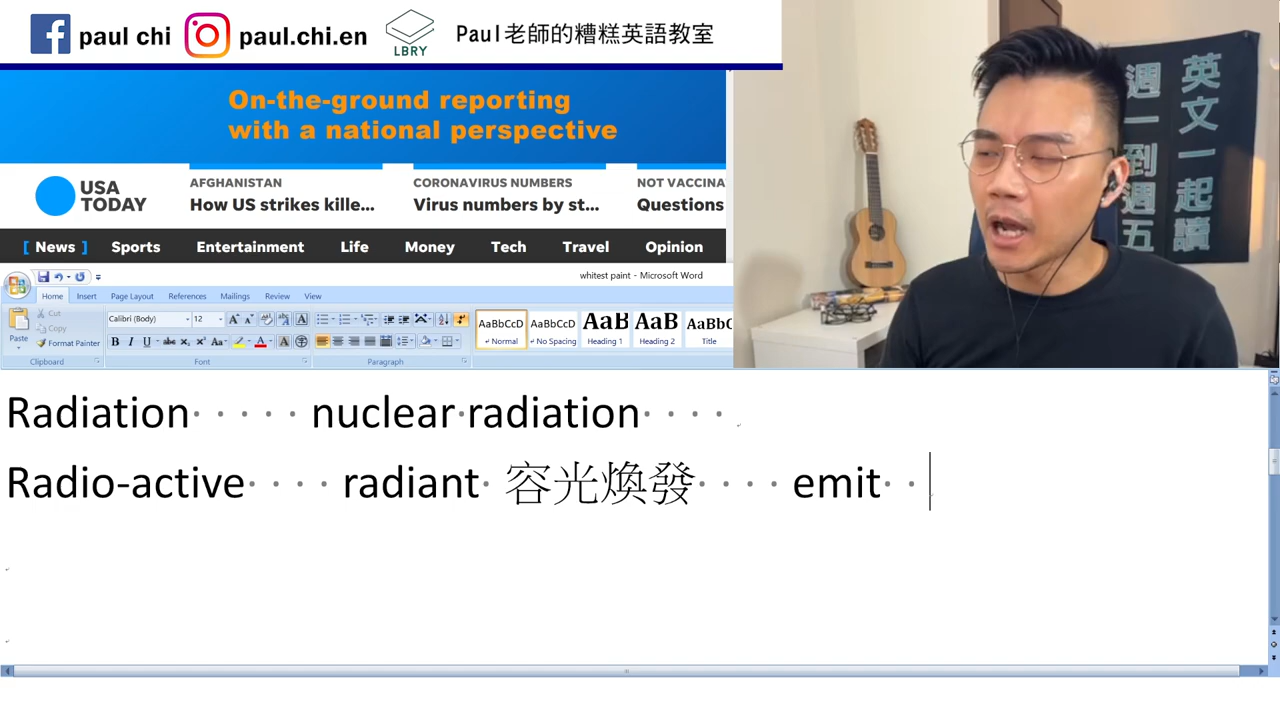 paul chi
paul.chi.en
LBRY
Paul老師的糟糕英語教室
On-the-ground reporting
with a national perspective
USA
TODAY
AFGHANISTAN
How US strikes kille...
CORONAVIRUS NUMBERS
Virus numbers by st...
NOT VACCINA
Questions
[ News ] Sports Entertainment Life Money Tech Travel Opinion
whitest paint - Microsoft Word
Home Insert Page Layout References Mailings Review View
Cut
Copy
Format Painter
Paste
Clipboard
Calibri (Body) 12
Font
Paragraph
AaBbCcD AaBbCcD AaB AaB AaBb
Normal No Spacing Heading 1 Heading 2 Title
英文一起讀
週一到週五
Radiation nuclear radiation
Radio-active radiant 容光煥發 emit